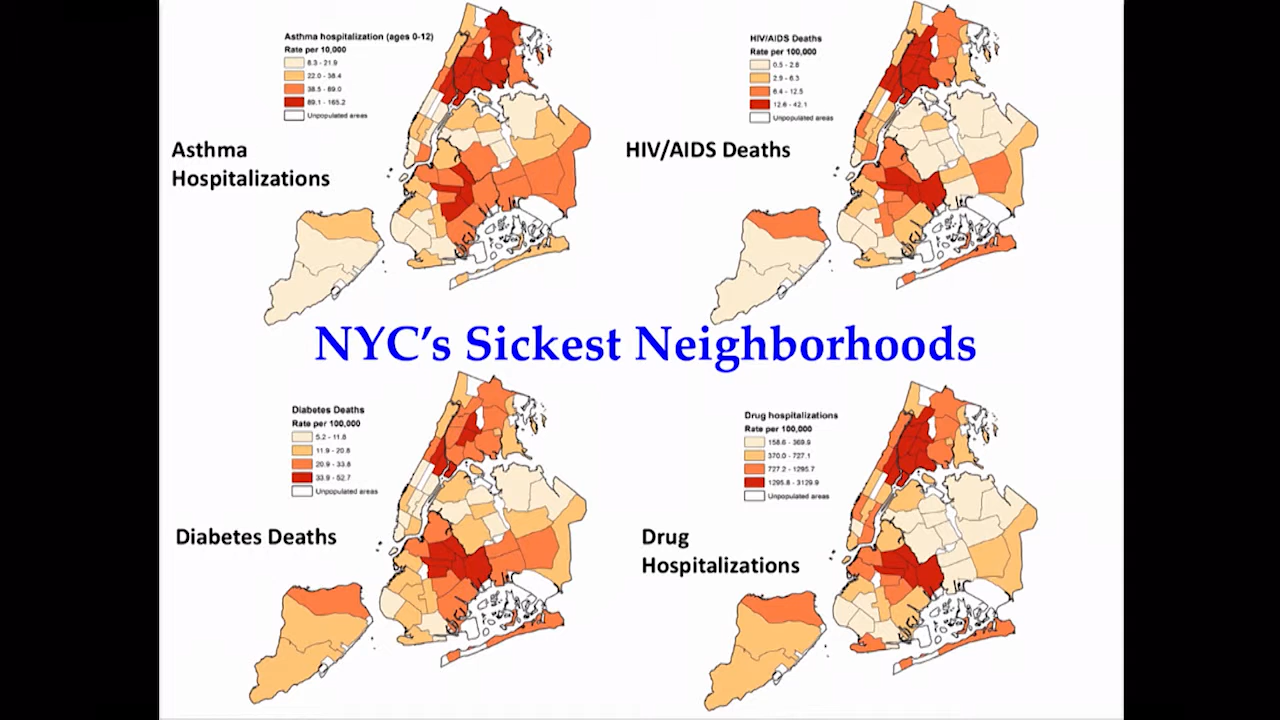 Asthma hospitalization (ages 0-12)
Rate per 10,000
6.3 - 21.9
22.0 - 38.4
38.5 - 89.0
89.1 - 165.2
Unpopulated areas
Asthma
Hospitalizations
HIV/AIDS Deaths
Rate per 100,000
0.5 - 2.8
2.9 - 6.3
6.4 - 12.5
12.6 - 42.1
Unpopulated areas
HIV/AIDS Deaths
NYC's Sickest Neighborhoods
Diabetes Deaths
Rate per 100,000
5.2 - 11.8
11.9 - 20.8
20.9 - 33.8
33.9 - 52.7
Unpopulated areas
Diabetes Deaths
Drug hospitalizations
Rate per 100,000
158.6 - 369.9
370.0 - 727.1
727.2 - 1295.7
1295.8 - 3129.9
Unpopulated areas
Drug
Hospitalizations